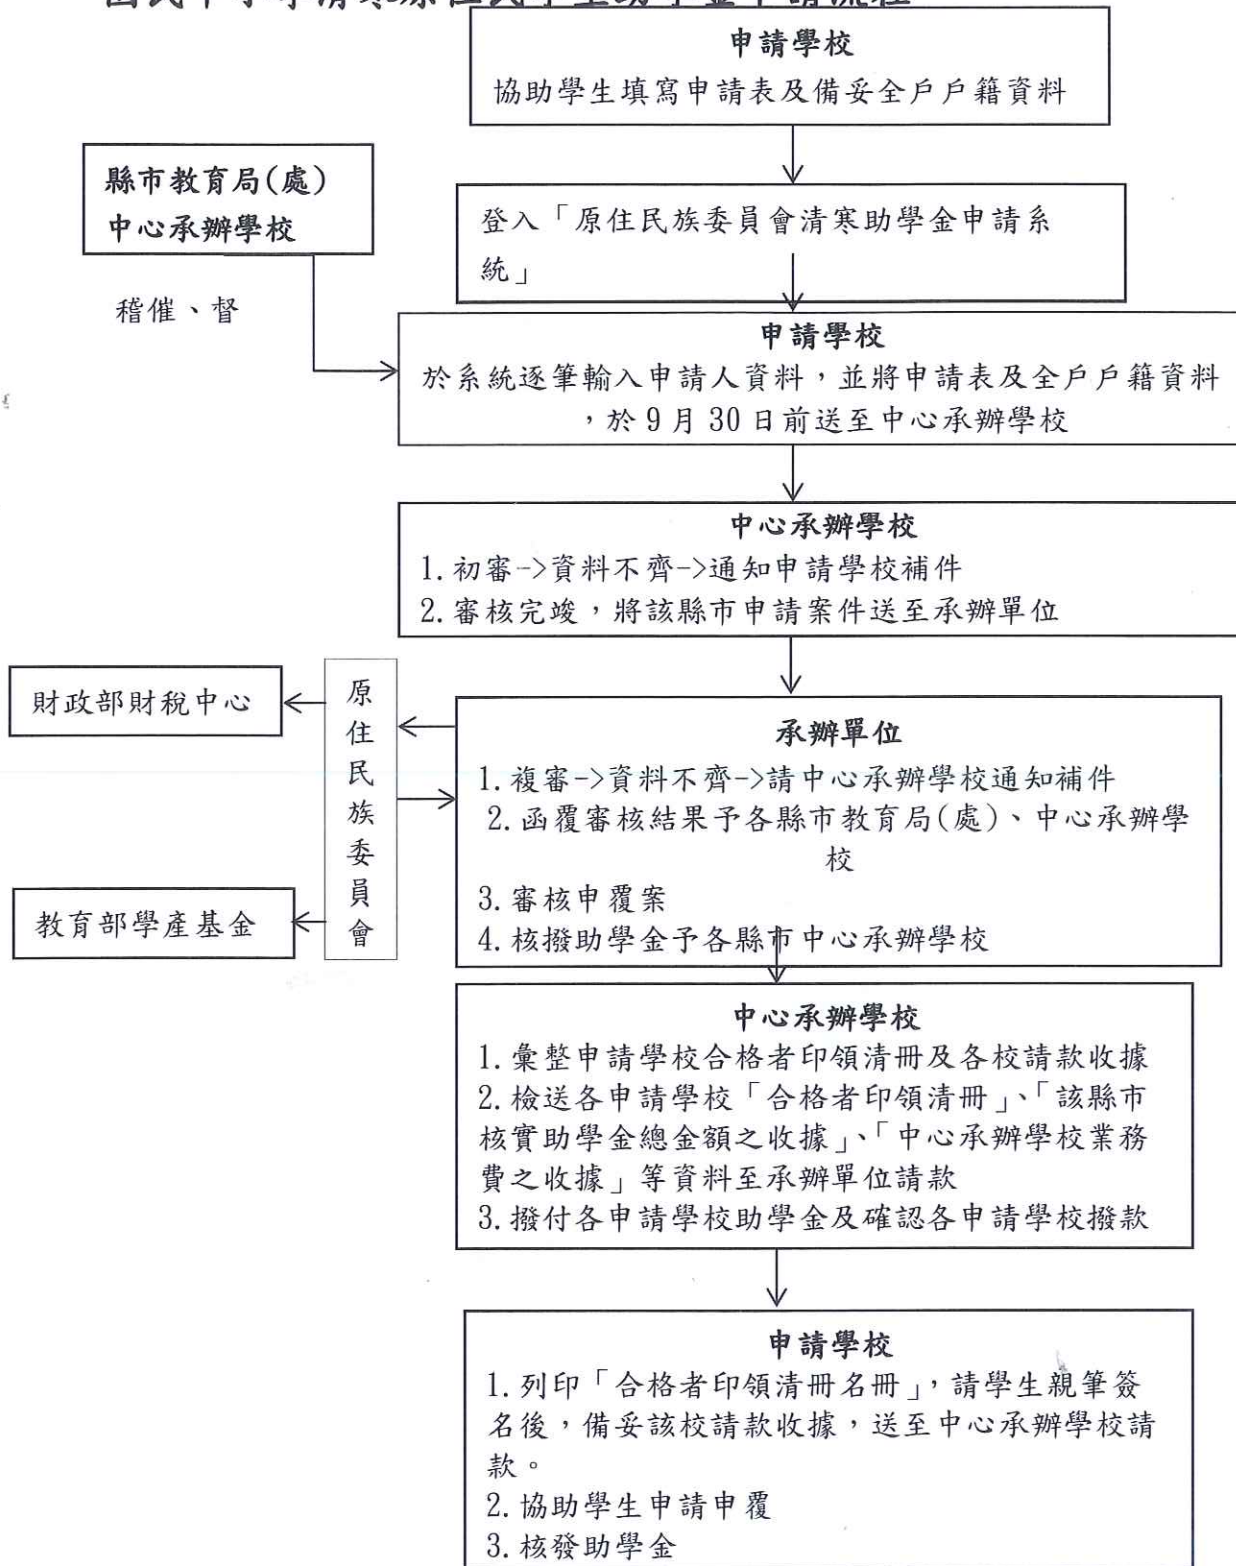 申請學校
協助學生填寫申請表及備妥全戶戶籍資料
縣市教育局(處)
中心承辦學校
稽催、督
登入「原住民族委員會清寒助學金申請系
統」
申請學校
於系統逐筆輸入申請人資料，並將申請表及全戶戶籍資料
，於9月30日前送至中心承辦學校
中心承辦學校
1.初審->資料不齊->通知申請學校補件
2.審核完竣，將該縣市申請案件送至承辦單位
財政部財稅中心
教育部學產基金
原
住
民
族
委
員
會
承辦單位
1.複審->資料不齊->請中心承辦學校通知補件
2.函覆審核結果予各縣市教育局(處)、中心承辦學
校
3.審核申覆案
4.核撥助學金予各縣市中心承辦學校
中心承辦學校
1.彙整申請學校合格者印領清冊及各校請款收據
2.檢送各申請學校「合格者印領清冊」、「該縣市
核實助學金總金額之收據」、「中心承辦學校業務
費之收據」等資料至承辦單位請款
3.撥付各申請學校助學金及確認各申請學校撥款
申請學校
1.列印「合格者印領清冊名冊」，請學生親筆簽
名後，備妥該校請款收據，送至中心承辦學校請
款。
2.協助學生申請申覆
3.核發助學金